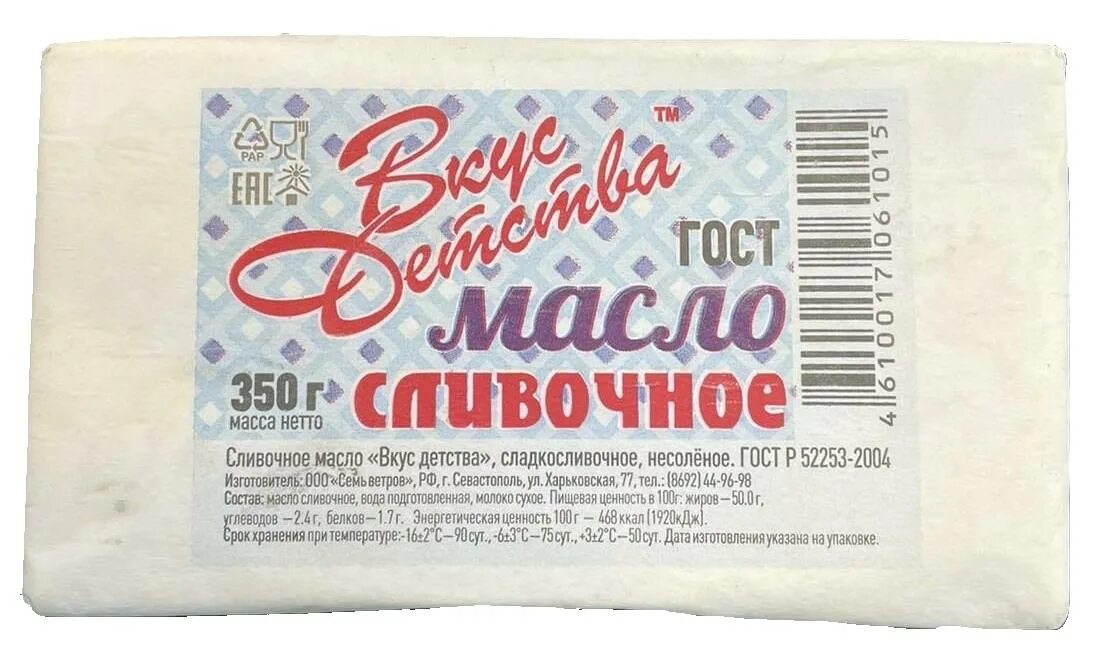 PAP
EAC
Вкус
Детства
™
ГОСТ
масло
сливочное
350 г
масса нетто
4 610017 061015
Сливочное масло «Вкус детства», сладкосливочное, несолёное. ГОСТ Р 52253-2004
Изготовитель: ООО «Семь ветров», РФ, г. Севастополь, ул. Харьковская, 77, тел.: (8692) 44-96-98
Состав: масло сливочное, вода подготовленная, молоко сухое. Пищевая ценность в 100г: жиров—50.0 г,
углеводов —2.4 г, белков—1.7 г. Энергетическая ценность 100 г — 468 ккал (1920кДж).
Срок хранения при температуре:-16±2°С—90 сут., -6±3°С—75 сут., +3±2°С—50 сут. Дата изготовления указана на упаковке.